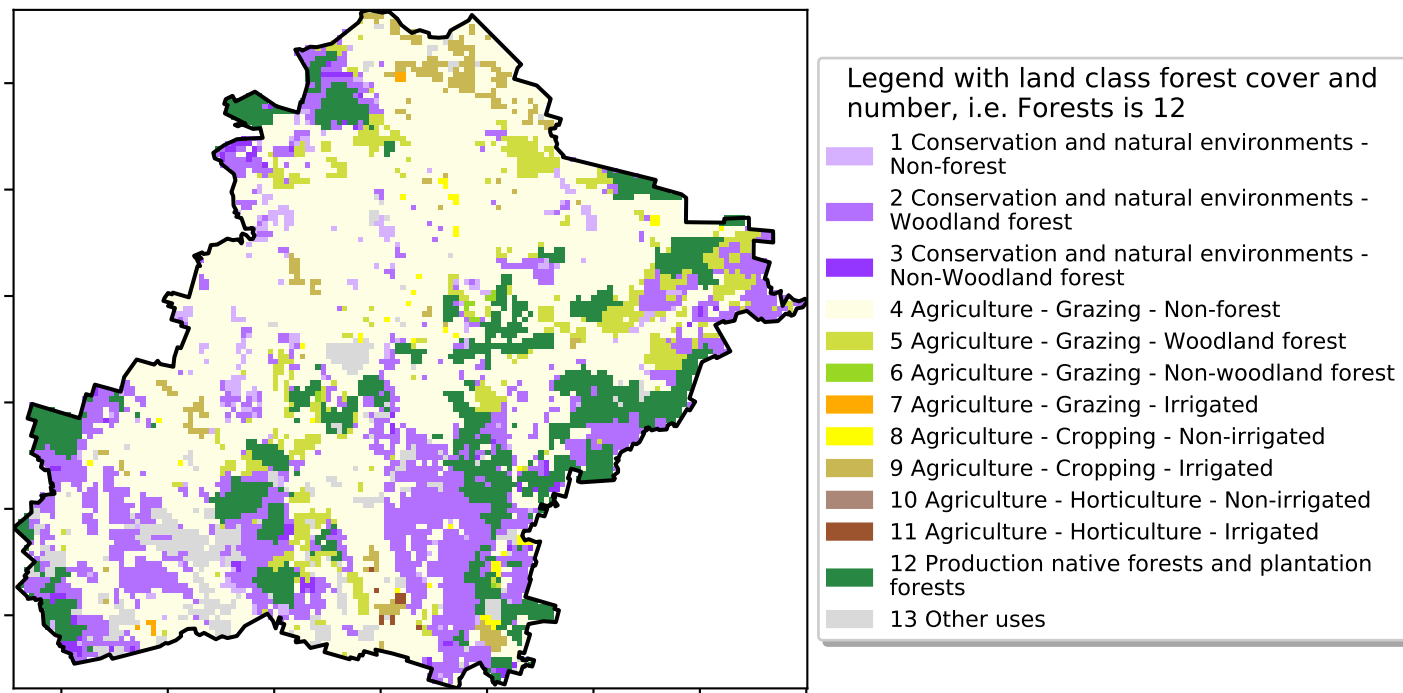 Legend with land class forest cover and
number, i.e. Forests is 12
1 Conservation and natural environments -
Non-forest
2 Conservation and natural environments -
Woodland forest
3 Conservation and natural environments -
Non-Woodland forest
4 Agriculture - Grazing - Non-forest
5 Agriculture - Grazing - Woodland forest
6 Agriculture - Grazing - Non-woodland forest
7 Agriculture - Grazing - Irrigated
8 Agriculture - Cropping - Non-irrigated
9 Agriculture - Cropping - Irrigated
10 Agriculture - Horticulture - Non-irrigated
11 Agriculture - Horticulture - Irrigated
12 Production native forests and plantation
forests
13 Other uses